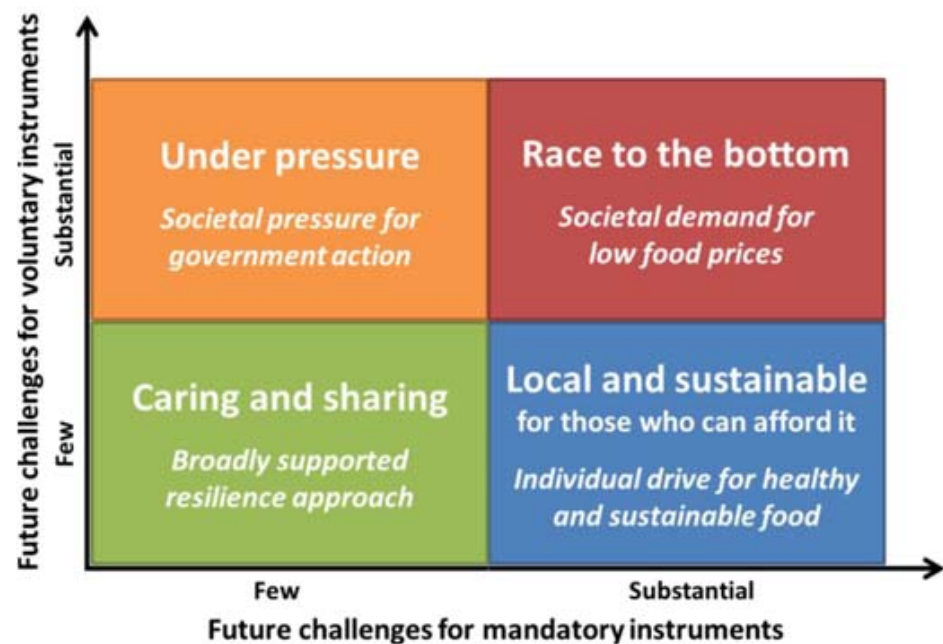 Future challenges for voluntary instruments
Substantial
Few
Under pressure
Societal pressure for
government action
Race to the bottom
Societal demand for
low food prices
Caring and sharing
Broadly supported
resilience approach
Local and sustainable
for those who can afford it
Individual drive for healthy
and sustainable food
Few
Substantial
Future challenges for mandatory instruments